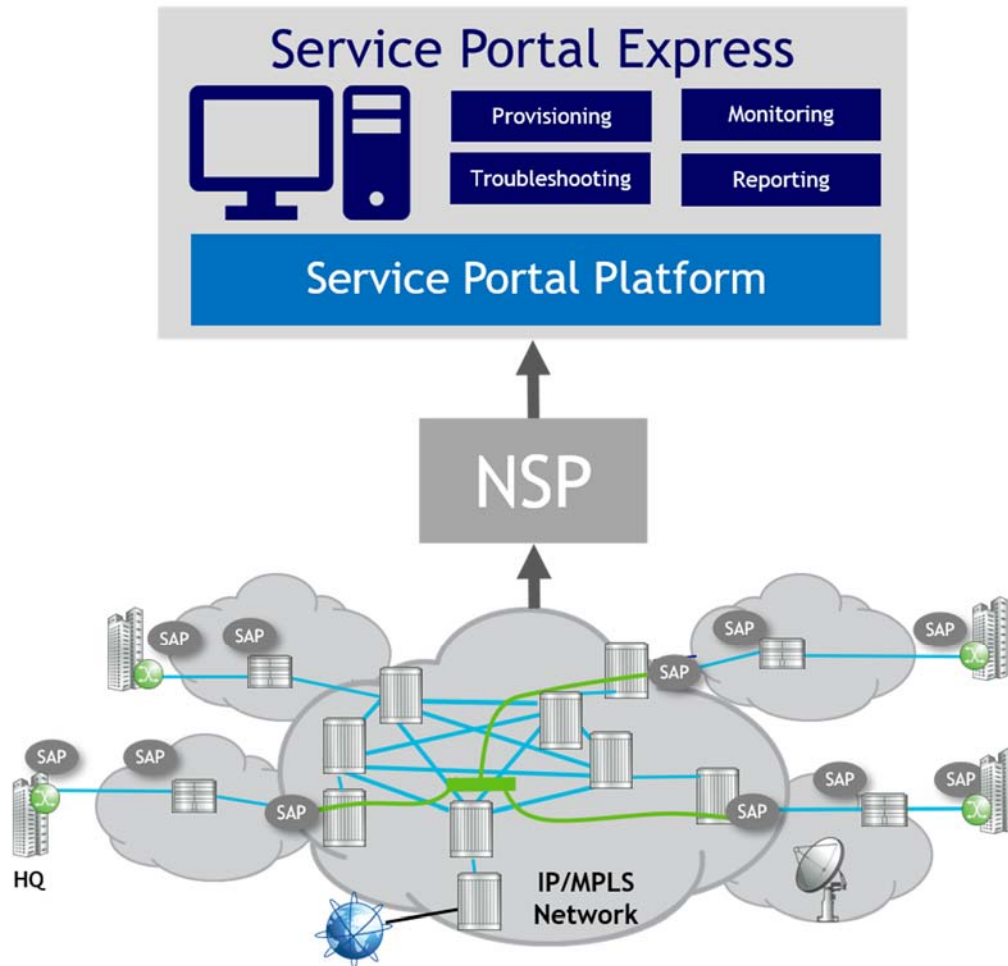 Service Portal Express
Provisioning
Monitoring
Troubleshooting
Reporting
Service Portal Platform
NSP
SAP
SAP
SAP
SAP
SAP
SAP
SAP
SAP
SAP
SAP
SAP
HQ
IP/MPLS
Network